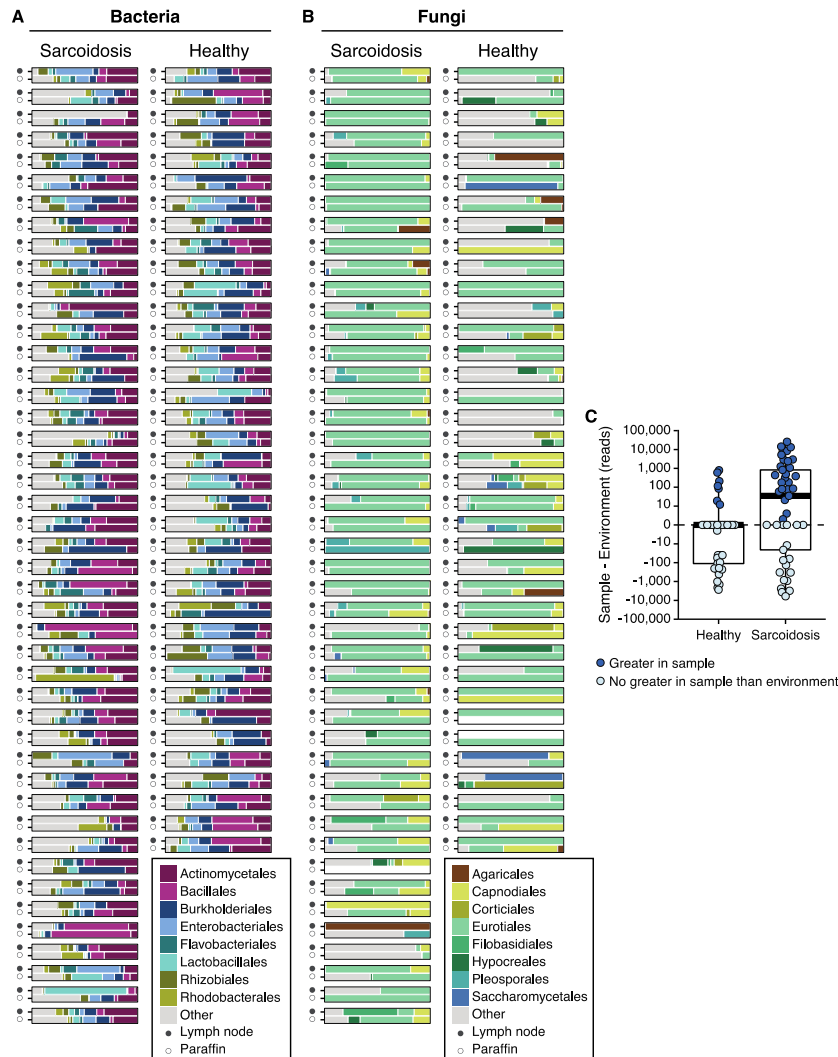 A Bacteria B Fungi
Sarcoidosis Healthy Sarcoidosis Healthy
C
100,000
10,000
1,000
100
10
0
-10
-100
-1,000
-10,000
-100,000
Sample - Environment (reads)
Healthy Sarcoidosis
Greater in sample
No greater in sample than environment
Actinomycetales
Bacillales
Burkholderiales
Enterobacteriales
Flavobacteriales
Lactobacillales
Rhizobiales
Rhodobacterales
Other
Lymph node
Paraffin
Agaricales
Capnodiales
Corticiales
Eurotiales
Filobasidiales
Hypocreales
Pleosporales
Saccharomycetales
Other
Lymph node
Paraffin